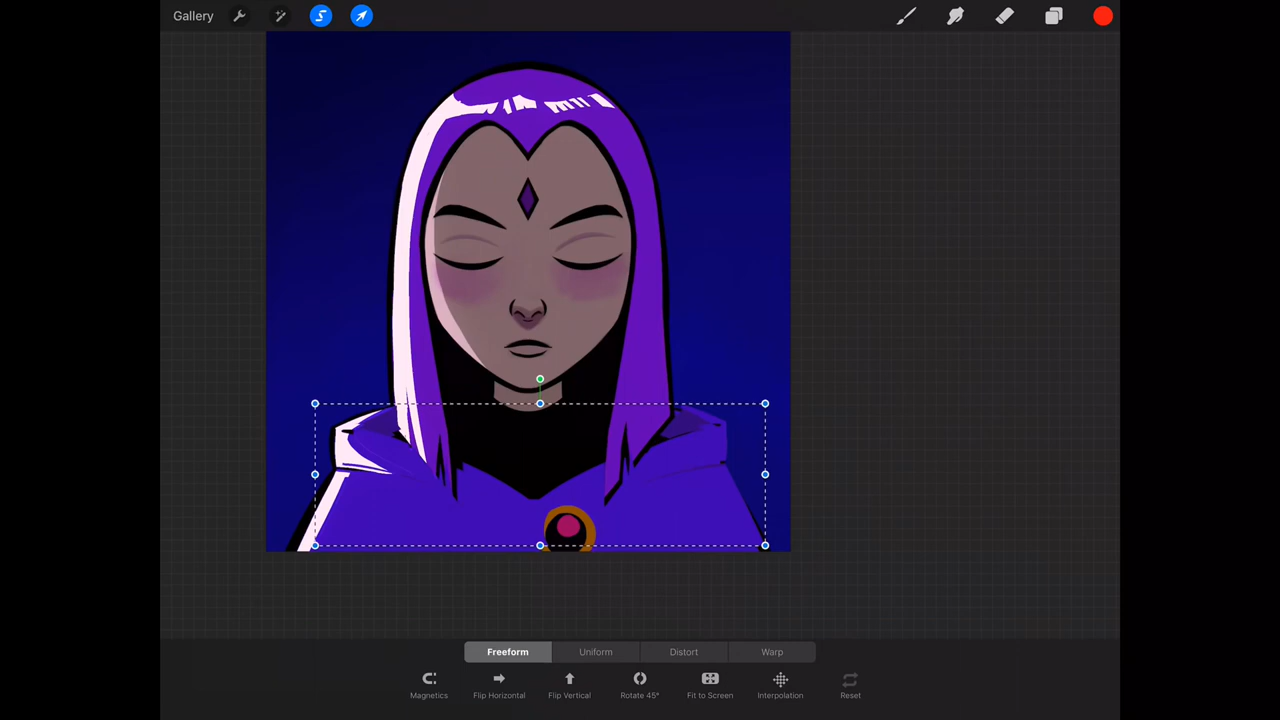 Gallery
Freeform Uniform Distort Warp
Magnetics Flip Horizontal Flip Vertical Rotate 45° Fit to Screen Interpolation Reset